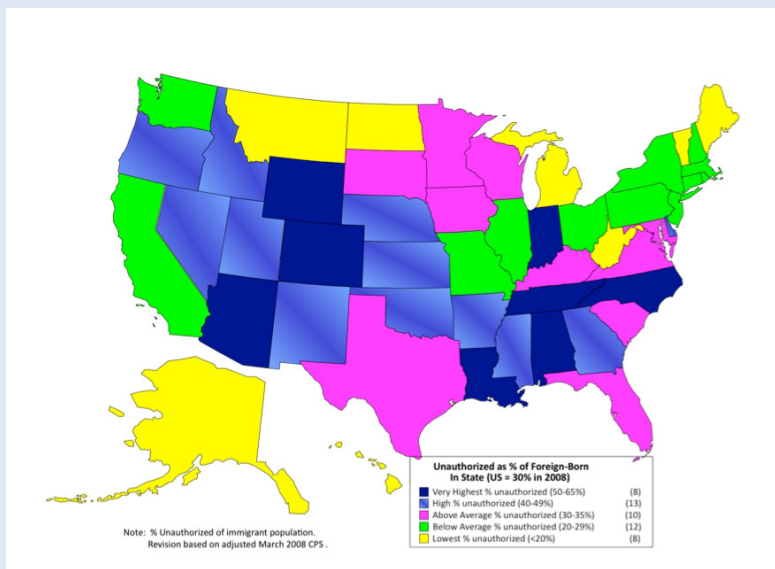 Unauthorized as % of Foreign-Born
In State (US = 30% in 2008)
Very Highest % unauthorized (50-65%) (8)
High % unauthorized (40-49%) (13)
Above Average % unauthorized (30-35%) (10)
Below Average % unauthorized (20-29%) (12)
Lowest % unauthorized (<20%) (8)
Note: % Unauthorized of immigrant population.
Revision based on adjusted March 2008 CPS .